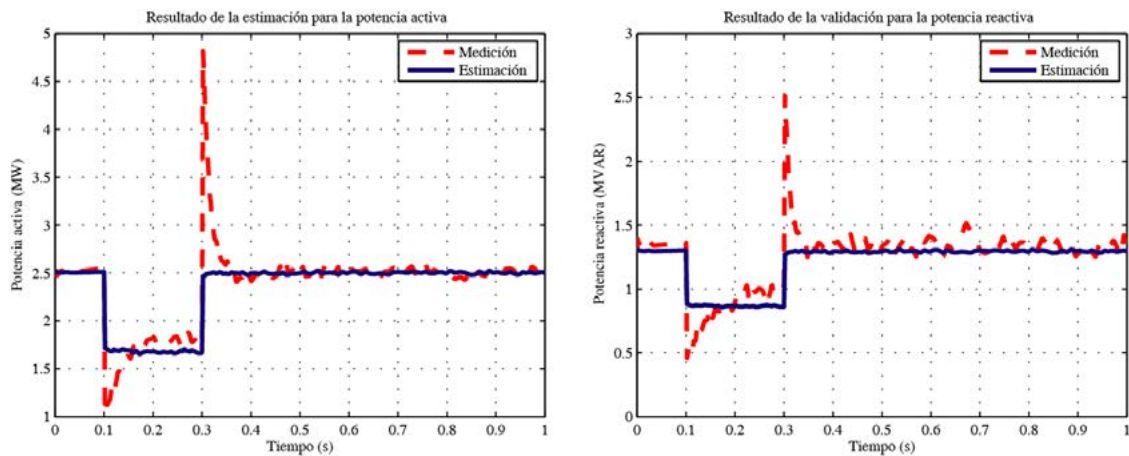 Resultado de la estimación para la potencia activa
5
4.5
4
3.5
3
2.5
2
1.5
1
Potencia activa (MW)
Medición
Estimación
0 0.1 0.2 0.3 0.4 0.5 0.6 0.7 0.8 0.9 1
Tiempo (s)
Resultado de la validación para la potencia reactiva
3
2.5
2
1.5
1
0.5
0
Potencia reactiva (MVAR)
Medición
Estimación
0 0.1 0.2 0.3 0.4 0.5 0.6 0.7 0.8 0.9 1
Tiempo (s)